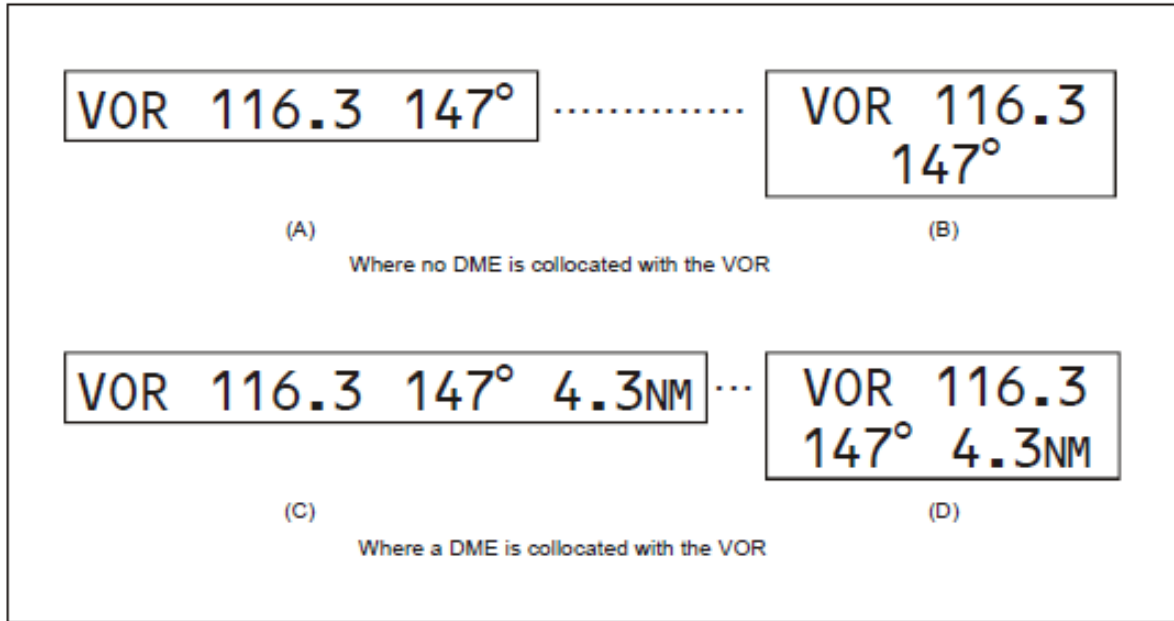 VOR 116.3 147°
VOR 116.3
147°
(A)
(B)
Where no DME is collocated with the VOR
VOR 116.3 147° 4.3NM
VOR 116.3
147° 4.3NM
(C)
(D)
Where a DME is collocated with the VOR